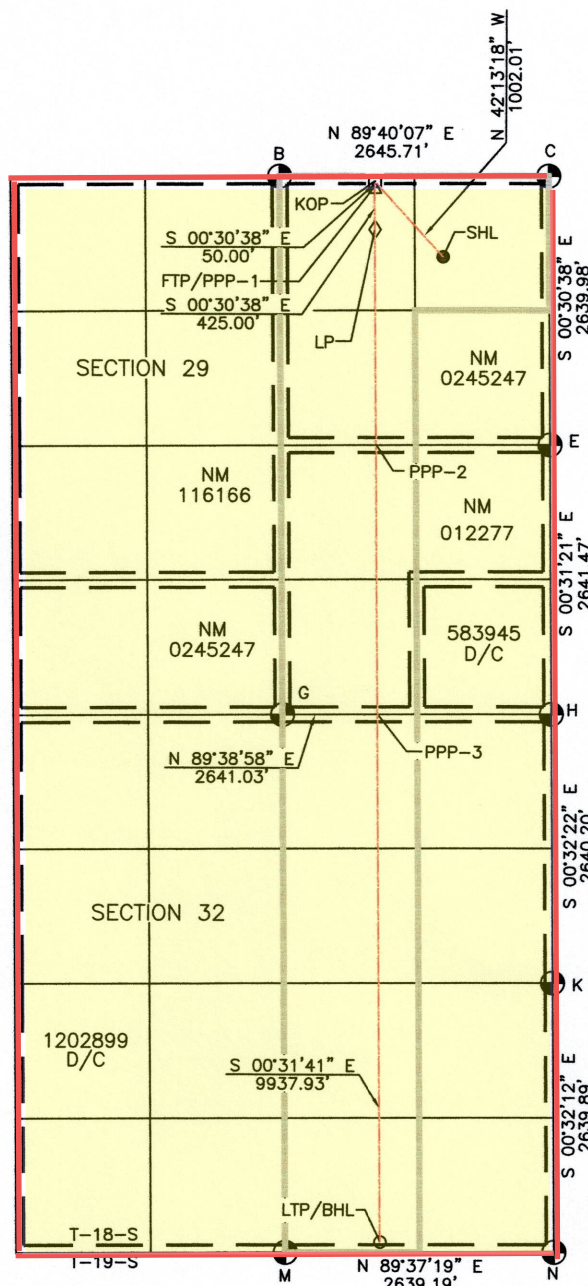 N 42°13'18" W
1002.01'
N 89°40'07" E
2645.71'
B
C
KOP
SHL
S 00°30'38" E
50.00'
FTP/PPP-1
S 00°30'38" E
425.00'
LP
S 00°30'38" E
2639.98'
SECTION 29
NM
0245247
E
PPP-2
NM
116166
NM
012277
S 00°31'21" E
2641.47'
NM
0245247
583945
D/C
G
H
N 89°38'58" E
2641.03'
PPP-3
S 00°32'22" E
2640.20'
SECTION 32
K
1202899
D/C
S 00°31'41" E
9937.93'
S 00°32'12" E
2639.89'
LTP/BHL
T-18-S
T-19-S
M
N 89°37'19" E
2639.19'
N